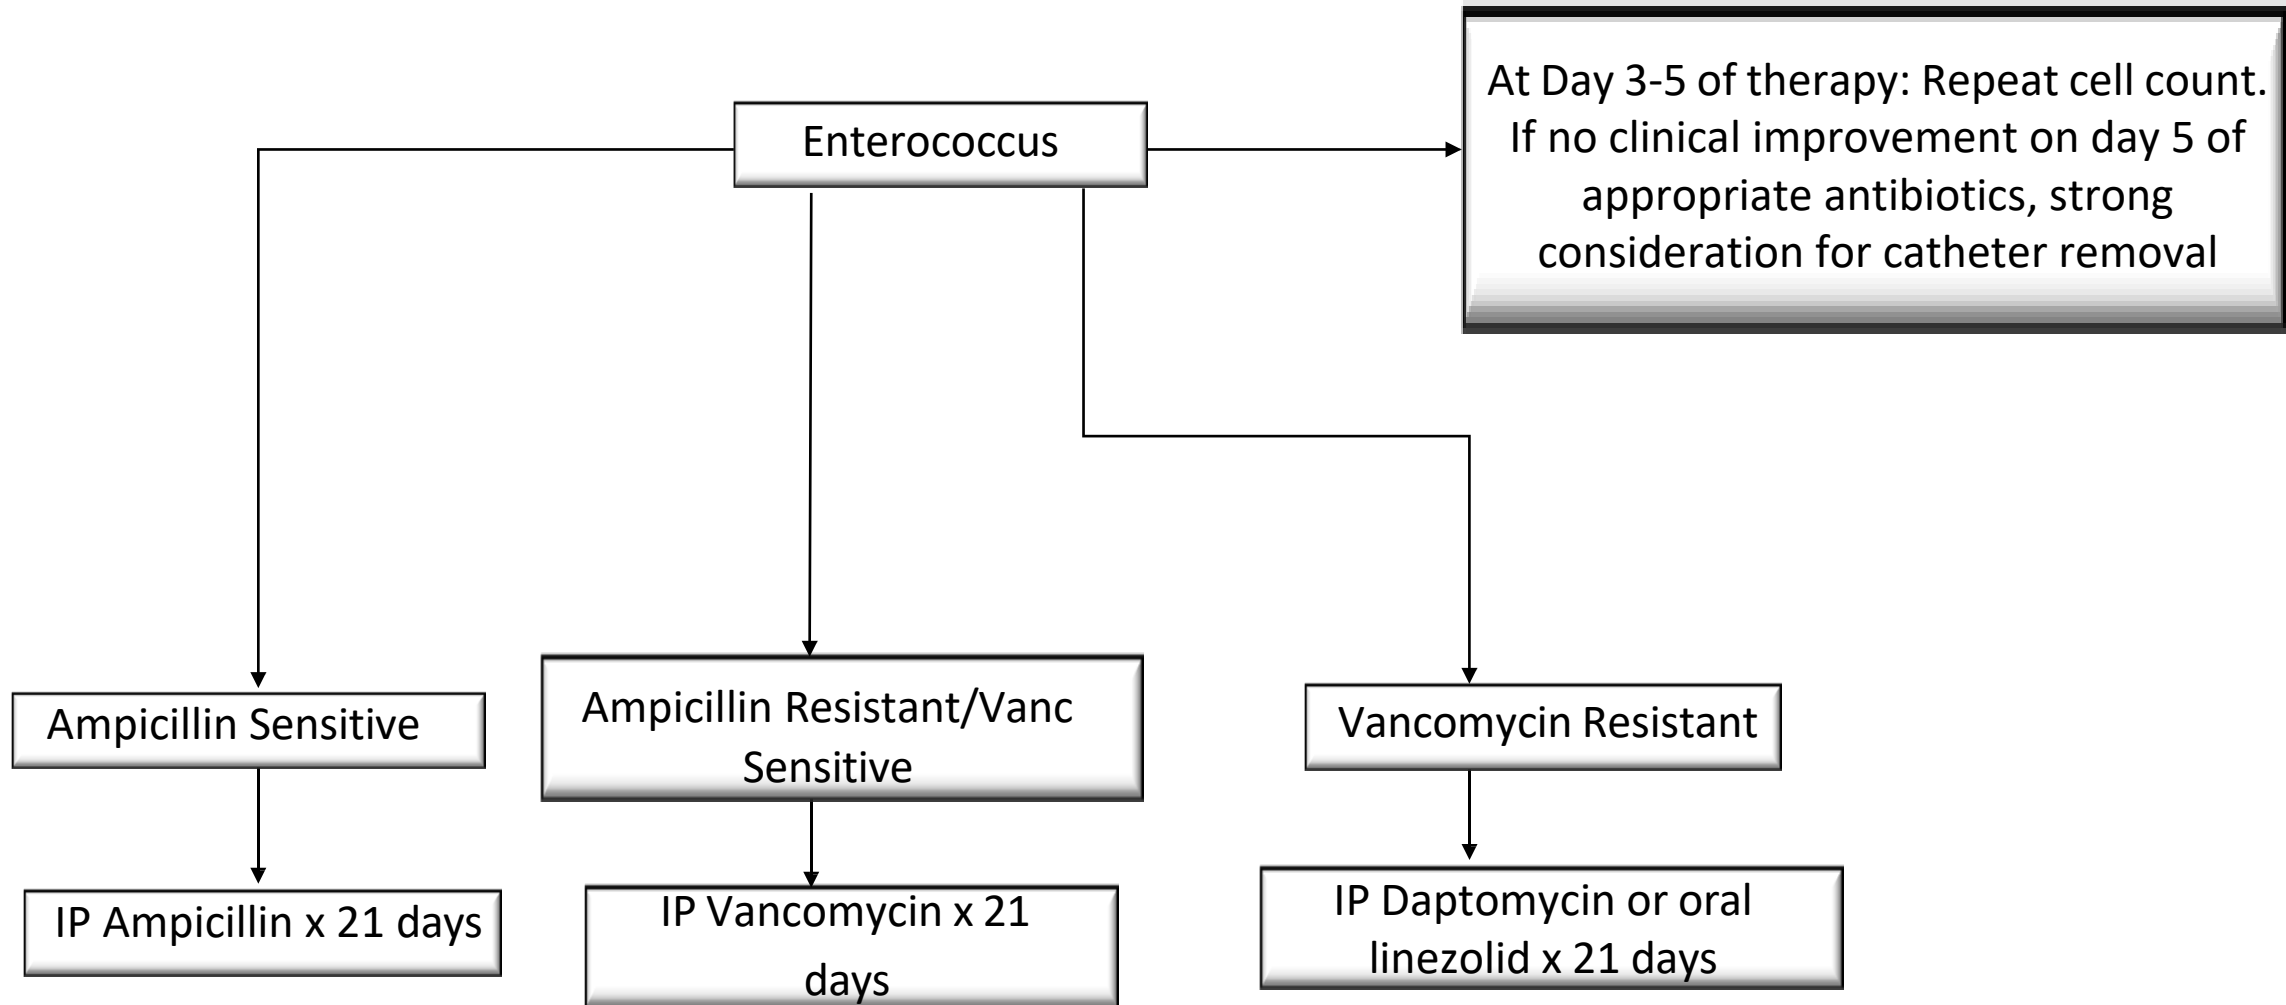 At Day 3-5 of therapy: Repeat cell count.
If no clinical improvement on day 5 of
appropriate antibiotics, strong
consideration for catheter removal
Enterococcus
Ampicillin Sensitive
Ampicillin Resistant/Vanc
Sensitive
Vancomycin Resistant
IP Ampicillin x 21 days
IP Vancomycin x 21
days
IP Daptomycin or oral
linezolid x 21 days